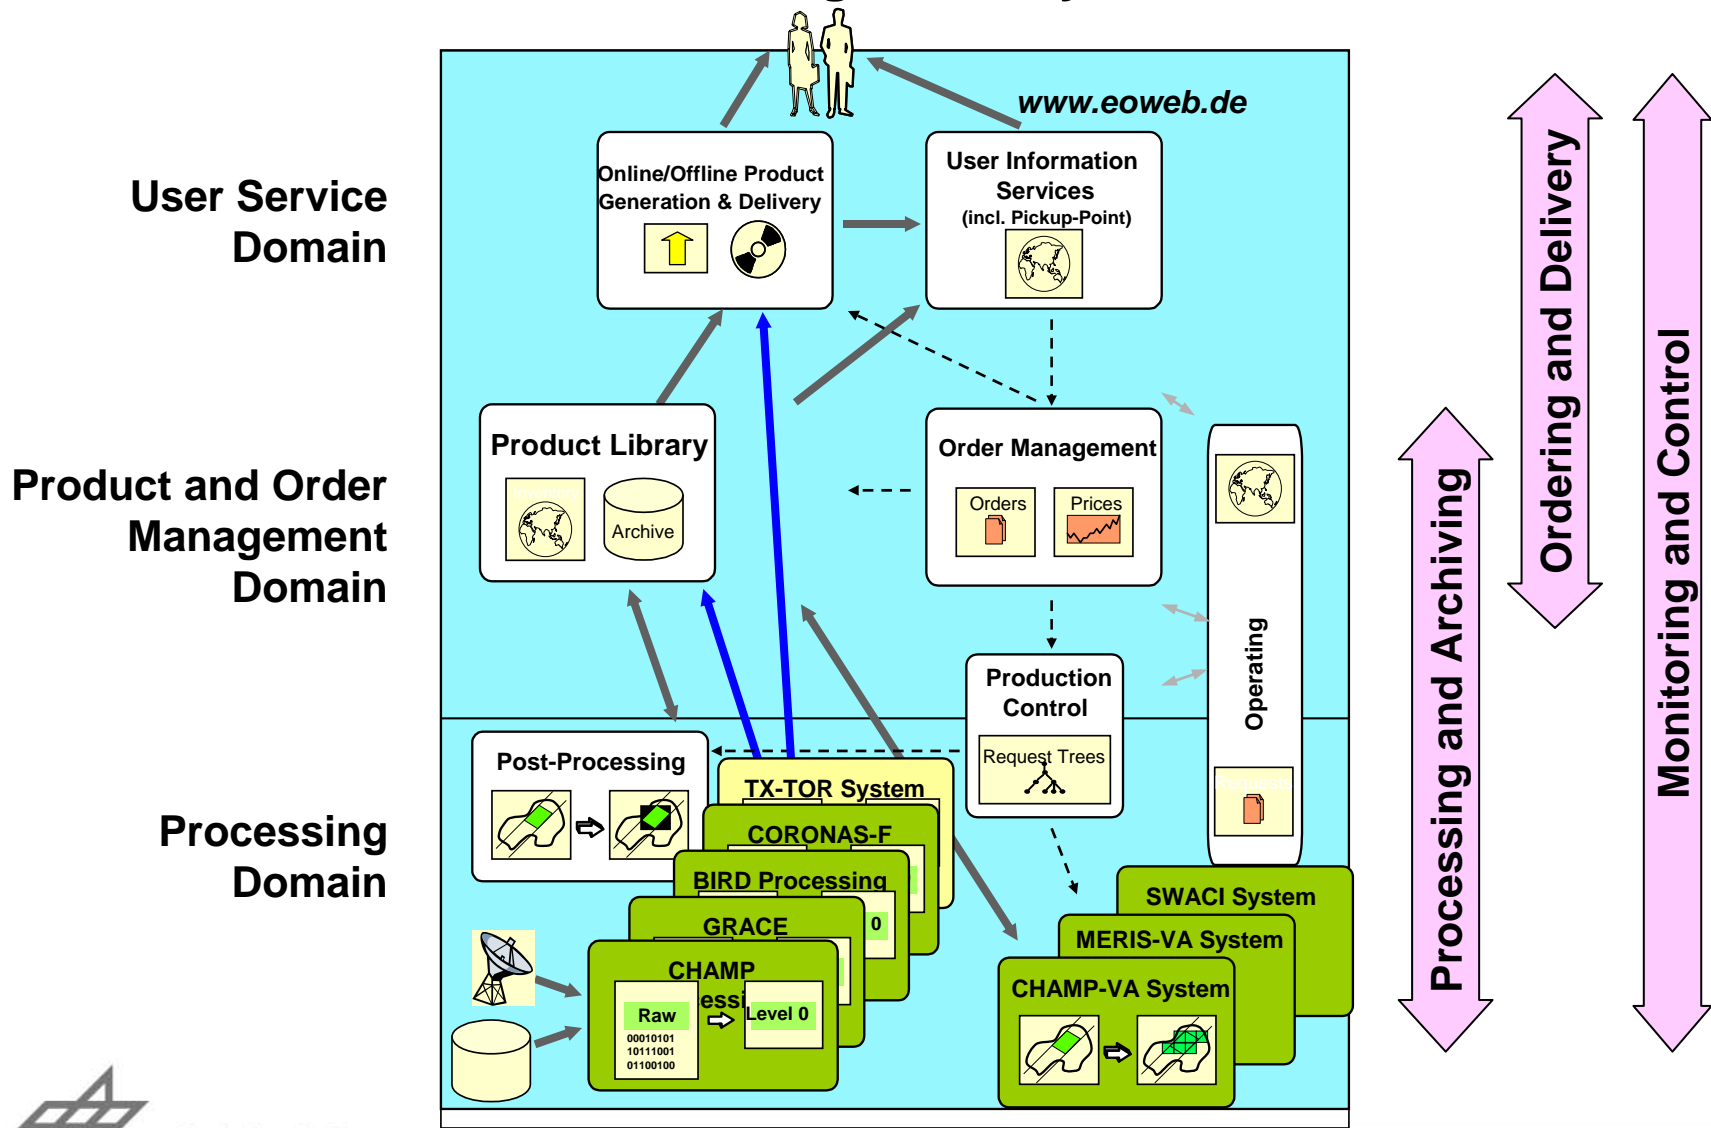 www.eoweb.de
User Service
Domain
Online/Offline Product
Generation & Delivery
User Information
Services
(incl. Pickup-Point)
Product and Order
Management
Domain
Product Library
Archive
Order Management
Orders
Prices
Operating
Requests
Production
Control
Request Trees
Processing
Domain
Post-Processing
TX-TOR System
CORONAS-F
BIRD Processing
0
GRACE
CHAMP
Raw
Level 0
00010101
10111001
01100100
SWACI System
MERIS-VA System
CHAMP-VA System
Processing and Archiving
Ordering and Delivery
Monitoring and Control